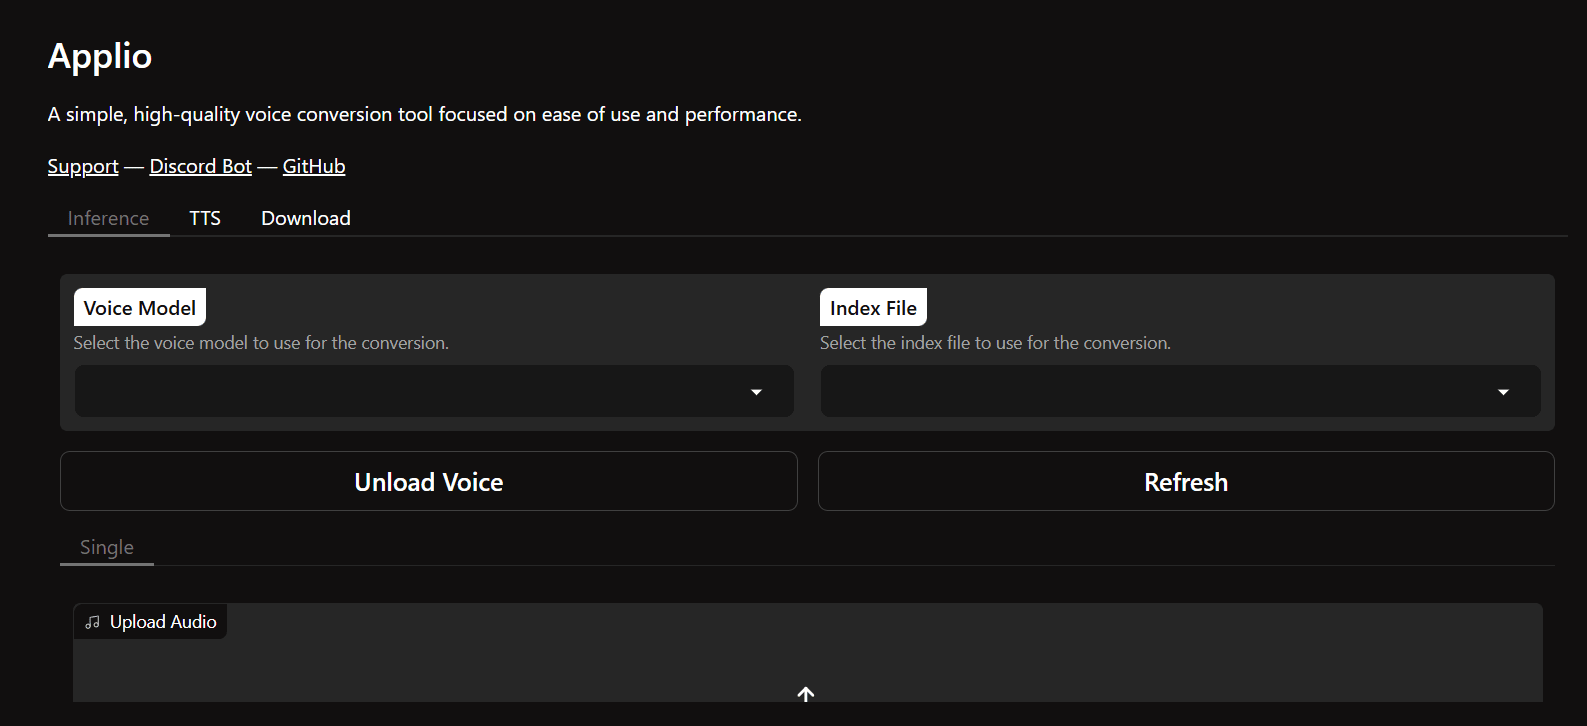 Applio
A simple, high-quality voice conversion tool focused on ease of use and performance.
Support — Discord Bot — GitHub
Inference TTS Download
Voice Model
Select the voice model to use for the conversion.
Index File
Select the index file to use for the conversion.
Unload Voice
Refresh
Single
Upload Audio